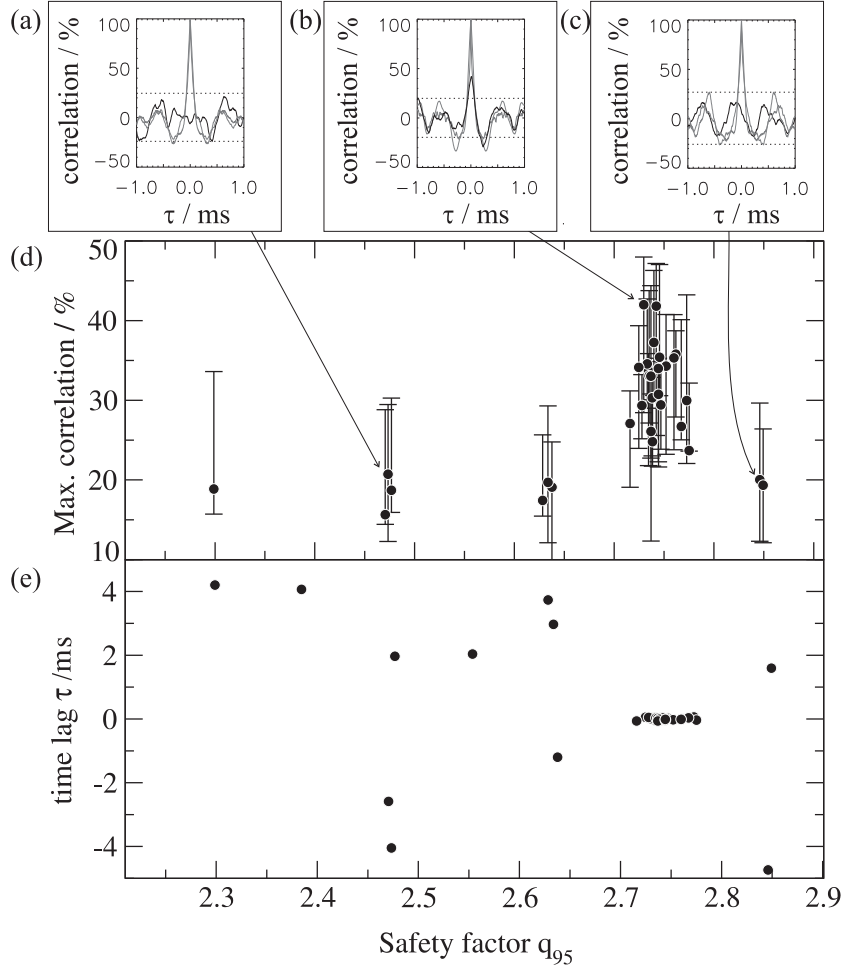 (a)
(b)
(c)
correlation / %
100
50
0
−50
−1.0 0.0 1.0
τ / ms
correlation / %
100
50
0
−50
−1.0 0.0 1.0
τ / ms
correlation / %
100
50
0
−50
−1.0 0.0 1.0
τ / ms
(d)
Max. correlation / %
50
40
30
20
10
(e)
time lag τ /ms
4
2
0
-2
-4
2.3 2.4 2.5 2.6 2.7 2.8 2.9
Safety factor q95